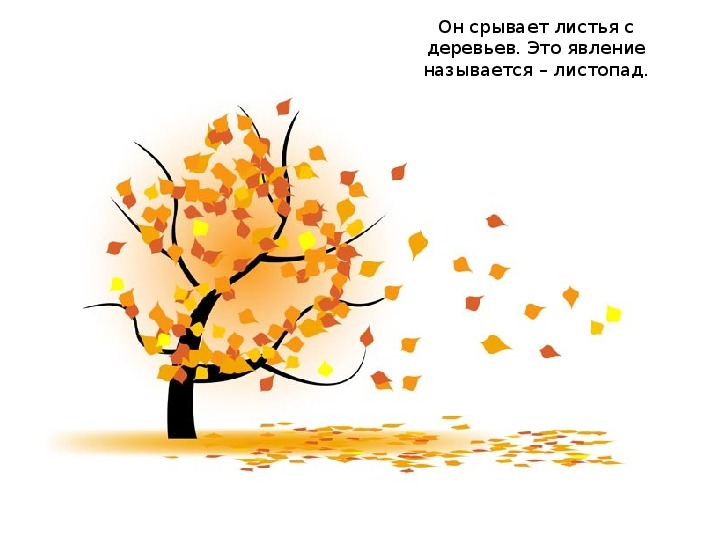 Он срывает листья с
деревьев. Это явление
называется – листопад.